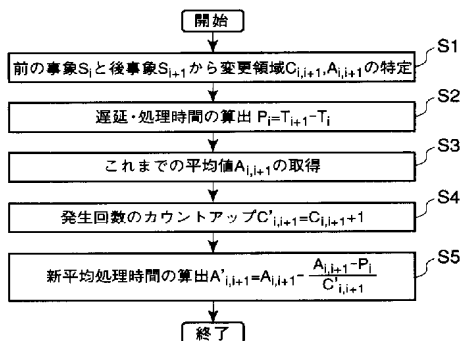 開始
S1
前の事象Si と後事象Si+1 から変更領域Ci,i+1,Ai,i+1 の特定
S2
遅延・処理時間の算出 Pi=Ti+1-Ti
S3
これまでの平均値Ai,i+1の取得
S4
発生回数のカウントアップC'i,i+1=Ci,i+1+1
S5
新平均処理時間の算出A'i,i+1=Ai,i+1- Ai,i+1-Pi / C'i,i+1
終了